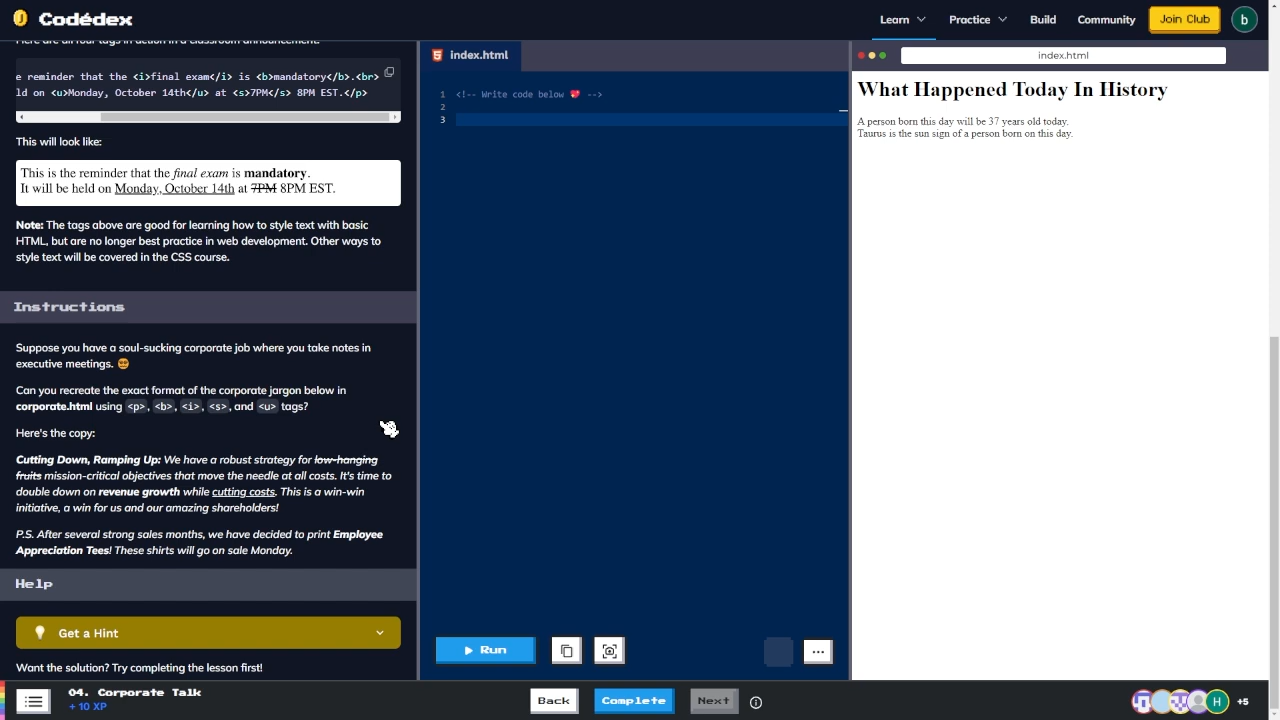 Codédex
Learn
Practice
Build
Community
Join Club
b
Here are all four tags in action in a classroom announcement:
e reminder that the <i>final exam</i> is <b>mandatory</b>.<br>
ld on <u>Monday, October 14th</u> at <s>7PM</s> 8PM EST.</p>
This will look like:
This is the reminder that the final exam is mandatory.
It will be held on Monday, October 14th at 7PM 8PM EST.
Note: The tags above are good for learning how to style text with basic
HTML, but are no longer best practice in web development. Other ways to
style text will be covered in the CSS course.
Instructions
Suppose you have a soul-sucking corporate job where you take notes in
executive meetings. 😎
Can you recreate the exact format of the corporate jargon below in
corporate.html using <p>, <b>, <i>, <s>, and <u> tags?
Here's the copy:
Cutting Down, Ramping Up: We have a robust strategy for low-hanging
fruits mission-critical objectives that move the needle at all costs. It's time to
double down on revenue growth while cutting costs. This is a win-win
initiative, a win for us and our amazing shareholders!
P.S. After several strong sales months, we have decided to print Employee
Appreciation Tees! These shirts will go on sale Monday.
Help
Get a Hint
Want the solution? Try completing the lesson first!
index.html
1 <!-- Write code below 💖 -->
2
3
Run
index.html
What Happened Today In History
A person born this day will be 37 years old today.
Taurus is the sun sign of a person born on this day.
04. Corporate Talk
+ 10 XP
Back
Complete
Next
H
+5